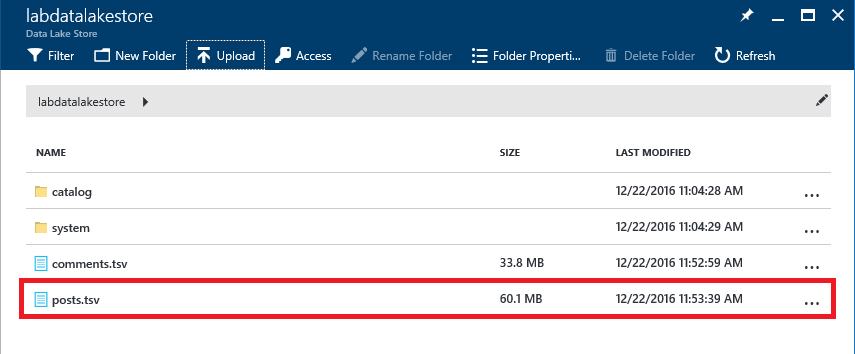 labdatalakestore
Data Lake Store
Filter New Folder Upload Access Rename Folder Folder Properti... Delete Folder Refresh
labdatalakestore
NAME SIZE LAST MODIFIED
catalog 12/22/2016 11:04:28 AM ...
system 12/22/2016 11:04:29 AM ...
comments.tsv 33.8 MB 12/22/2016 11:52:59 AM ...
posts.tsv 60.1 MB 12/22/2016 11:53:39 AM ...